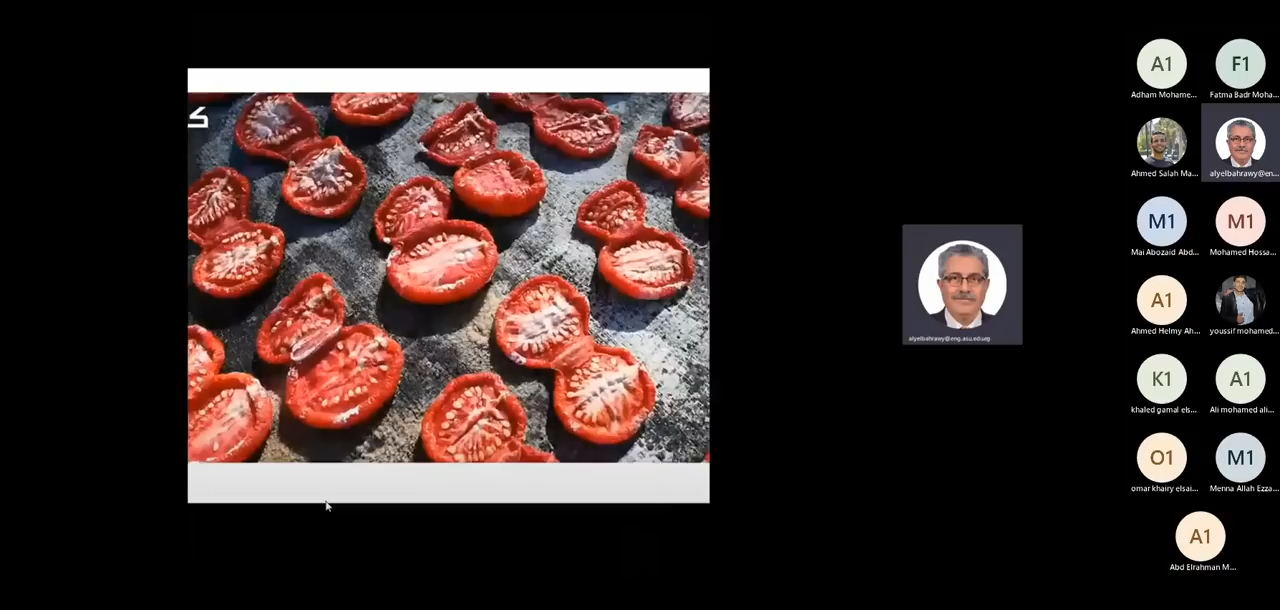 A1
F1
Adham Mohame...
Fatma Badr Moha...
Ahmed Salah Ma...
alyelbahrawy@en...
M1
M1
Mai Abozaid Abd...
Mohamed Hossa...
A1
Ahmed Helmy Ah...
youssif mohamed...
K1
A1
khaled gamal els...
Ali mohamed ali...
O1
M1
omar khairy elsai...
Menna Allah Ezza...
A1
Abd Elrahman M...
alyelbahrawy@eng.asu.edu.eg